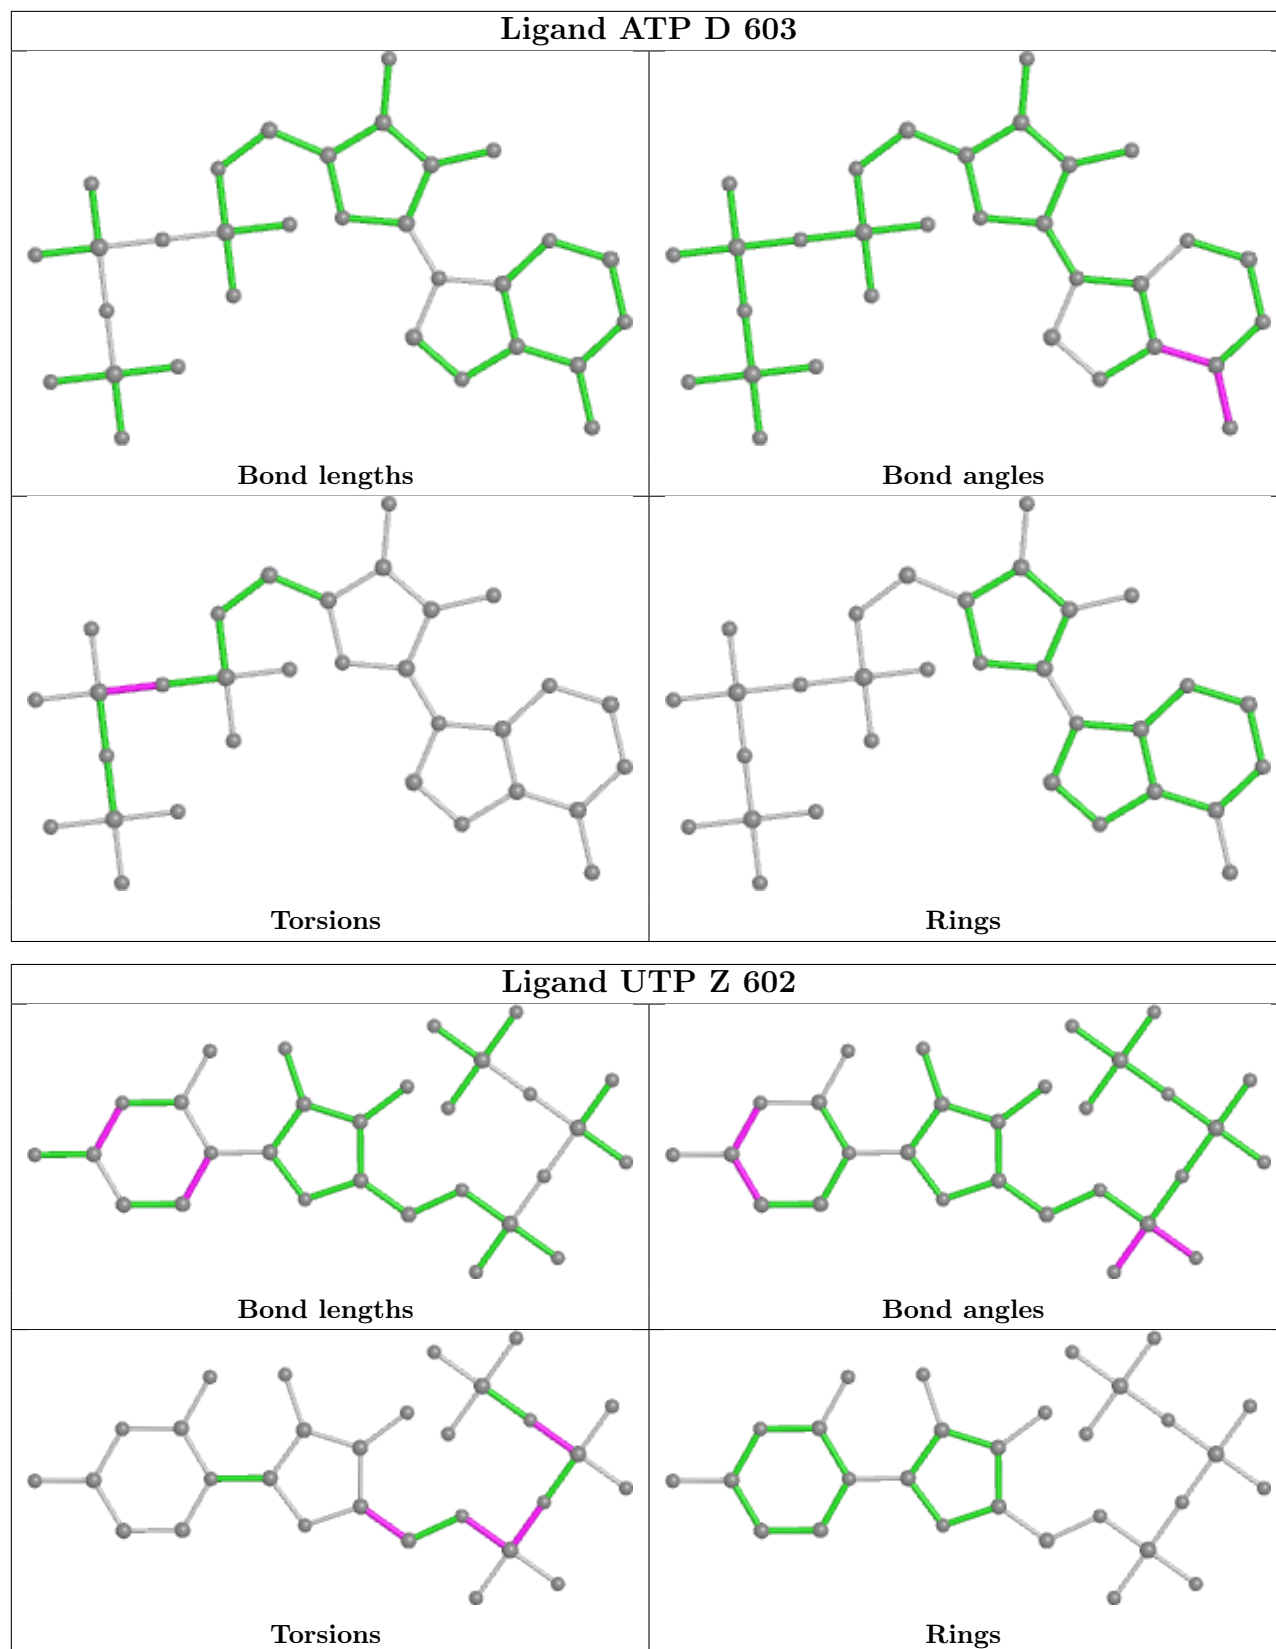 Ligand ATP D 603
Bond lengths
Bond angles
Torsions
Rings
Ligand UTP Z 602
Bond lengths
Bond angles
Torsions
Rings